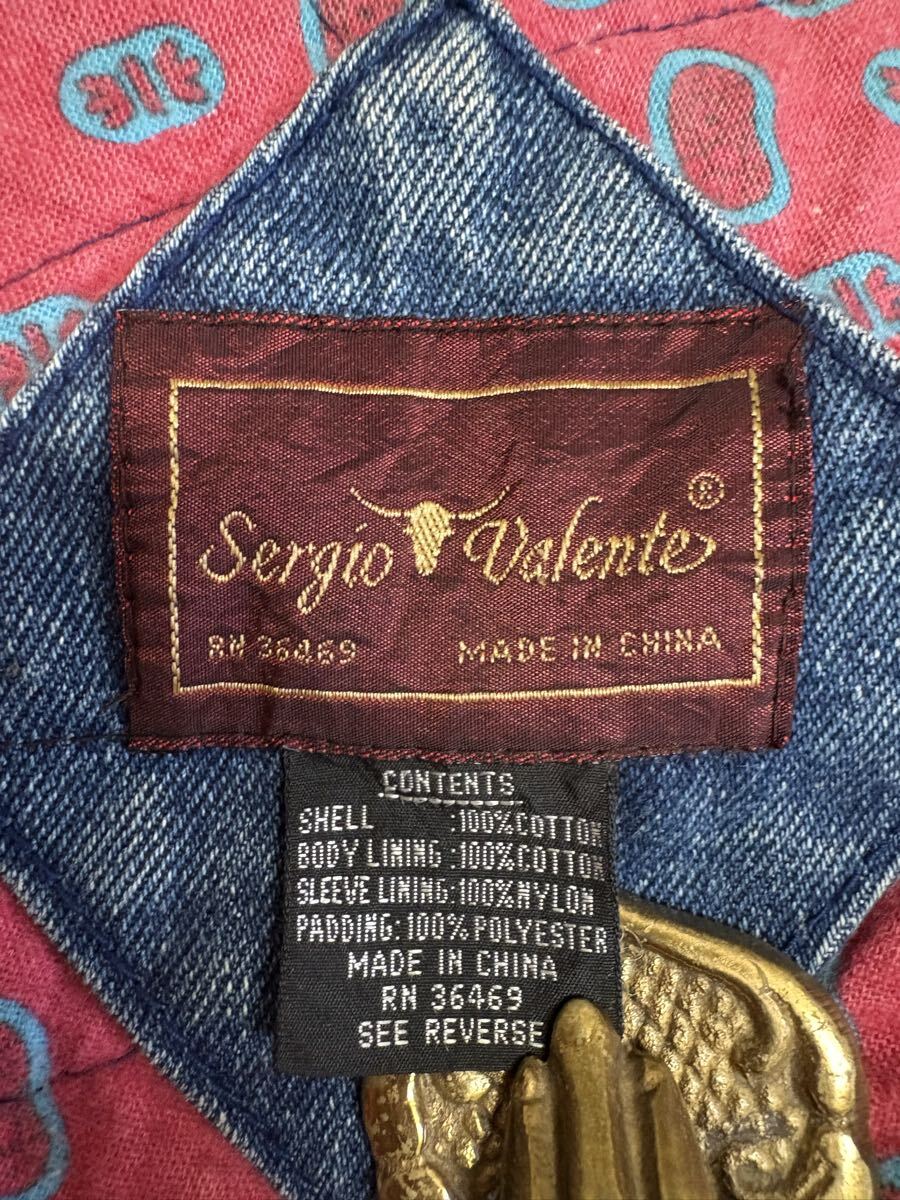 Sergio Valente®
RN 36469 MADE IN CHINA
CONTENTS
SHELL :100%COTTON
BODY LINING :100%COTTON
SLEEVE LINING:100%NYLON
PADDING:100%POLYESTER
MADE IN CHINA
RN 36469
SEE REVERSE